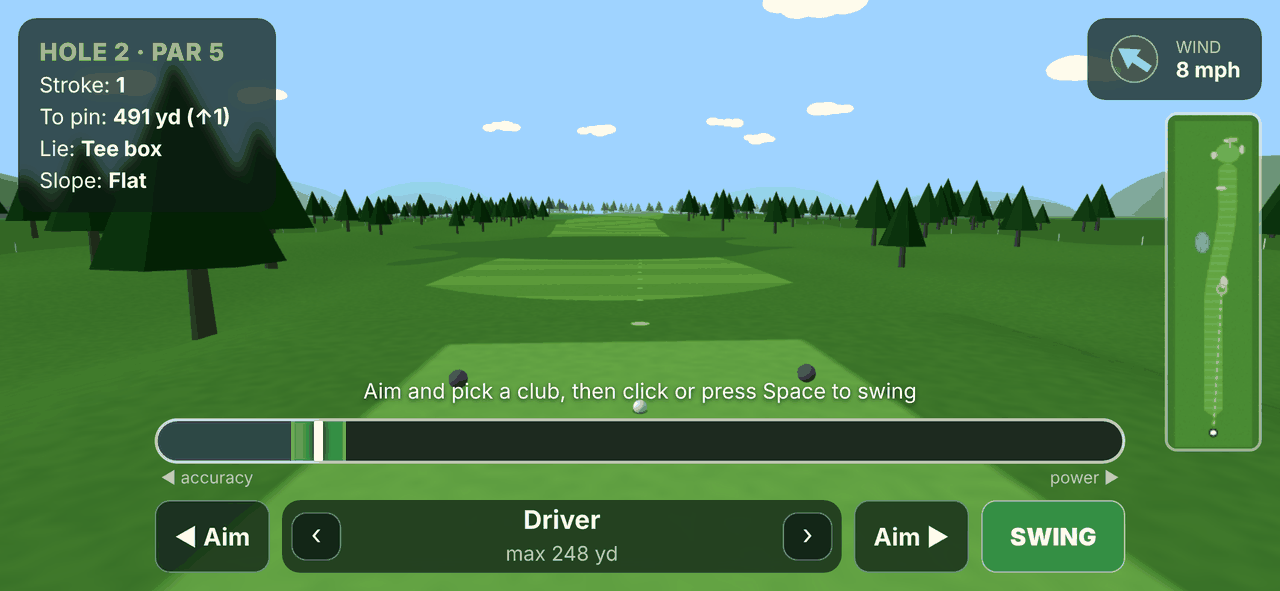 HOLE 2 · PAR 5
Stroke: 1
To pin: 491 yd (↑1)
Lie: Tee box
Slope: Flat
WIND
8 mph
Aim and pick a club, then click or press Space to swing
◀ accuracy
power ▶
◀ Aim
‹
Driver
max 248 yd
›
Aim ▶
SWING